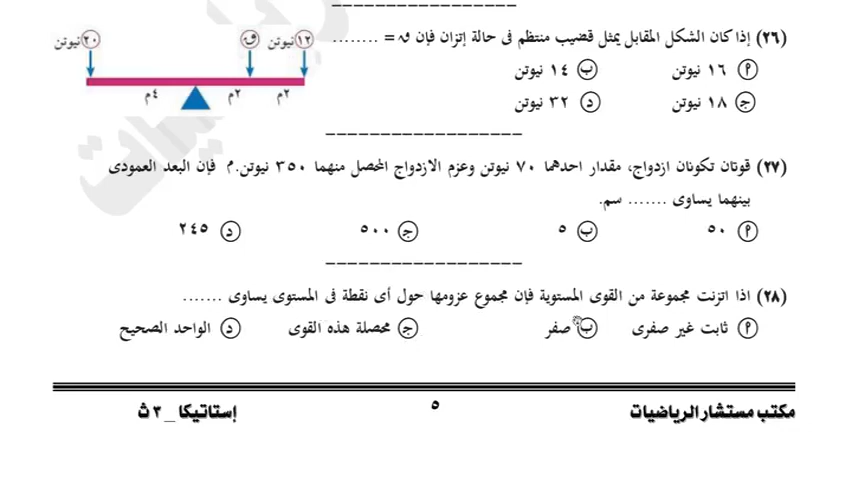 (٢٦) إذا كان الشكل المقابل يمثل قضيب منتظم فى حالة إتزان فإن ق = ........
٢٠ نيوتن ق ١٢ نيوتن
٤م ٢م ٢م
أ ١٦ نيوتن ب ١٤ نيوتن
ج ١٨ نيوتن د ٣٢ نيوتن
(٢٧) قوتان تكونان ازدواج، مقدار احدهما ٧٠ نيوتن وعزم الازدواج المحصل منهما ٣٥٠ نيوتن.م فإن البعد العمودى
بينهما يساوى ....... سم.
أ ٥٠ ب ٥ ج ٥٠٠ د ٢٤٥
(٢٨) اذا اتزنت مجموعة من القوى المستوية فإن مجموع عزومها حول أى نقطة فى المستوى يساوى .......
أ ثابت غير صفرى ب صفر ج محصلة هذه القوى د الواحد الصحيح
مكتب مستشار الرياضيات ٥ إستاتيكا _ ٣ ث